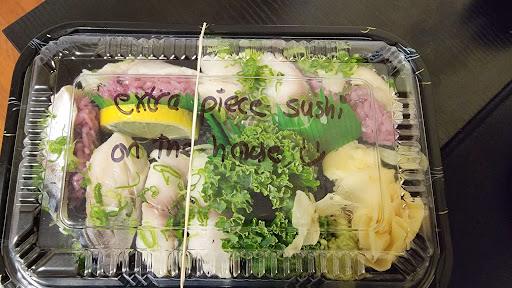 extra piece sushi
on the house